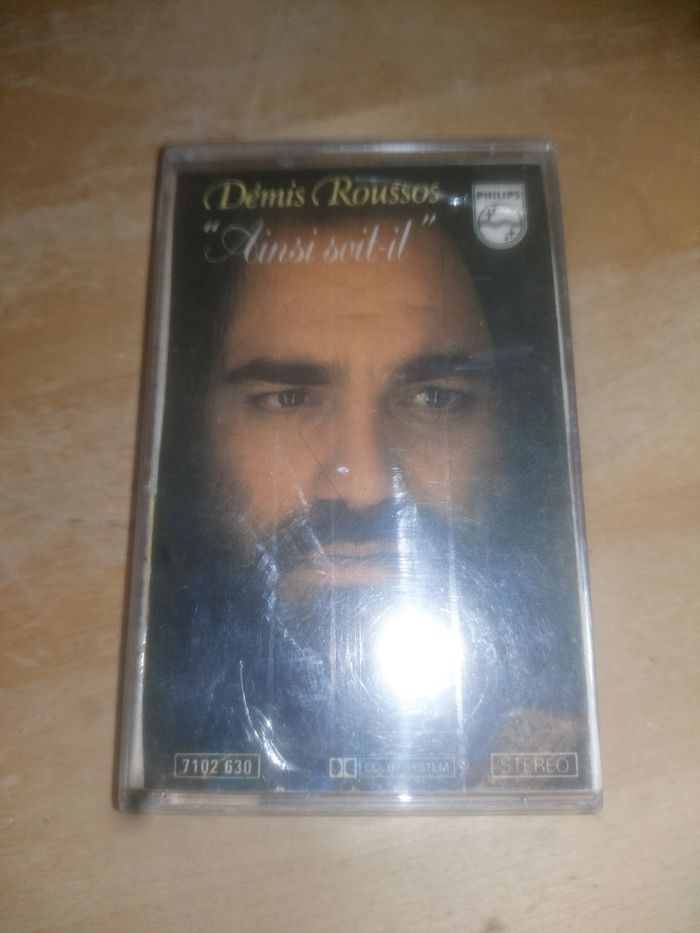 Démis Roussos
"Ainsi soit-il"
PHILIPS
7102 630
DOLBY SYSTEM
STEREO